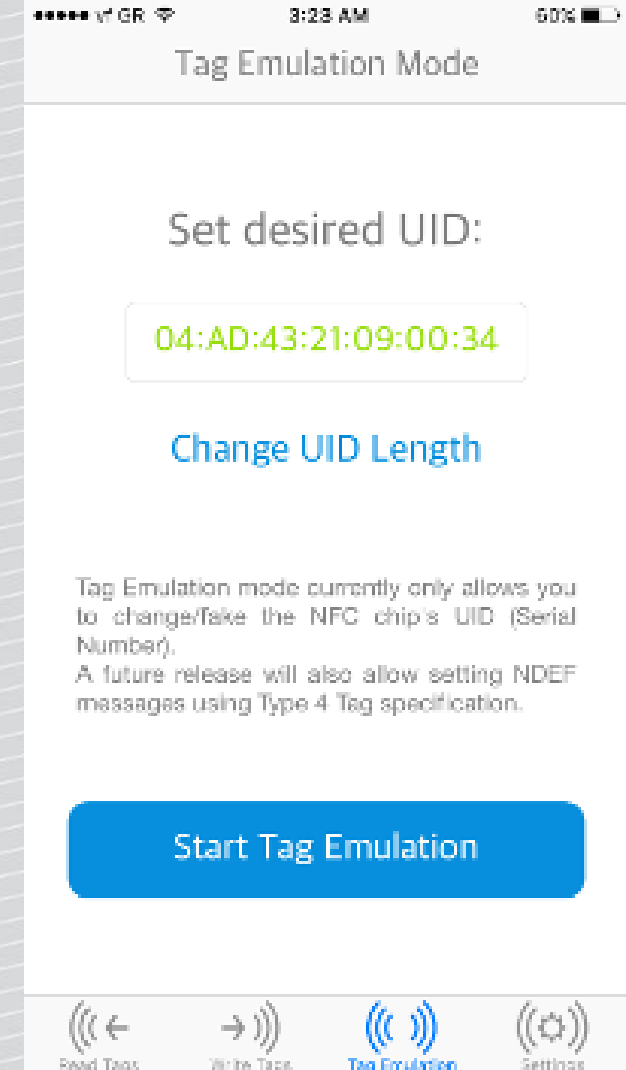 vf GR 3:23 AM 60%
Tag Emulation Mode
Set desired UID:
04:AD:43:21:09:00:34
Change UID Length
Tag Emulation mode currently only allows you
to change/fake the NFC chip's UID (Serial
Number).
A future release will also allow setting NDEF
messages using Type 4 Tag specification.
Start Tag Emulation
Read Tags Write Tags Tag Emulation Settings